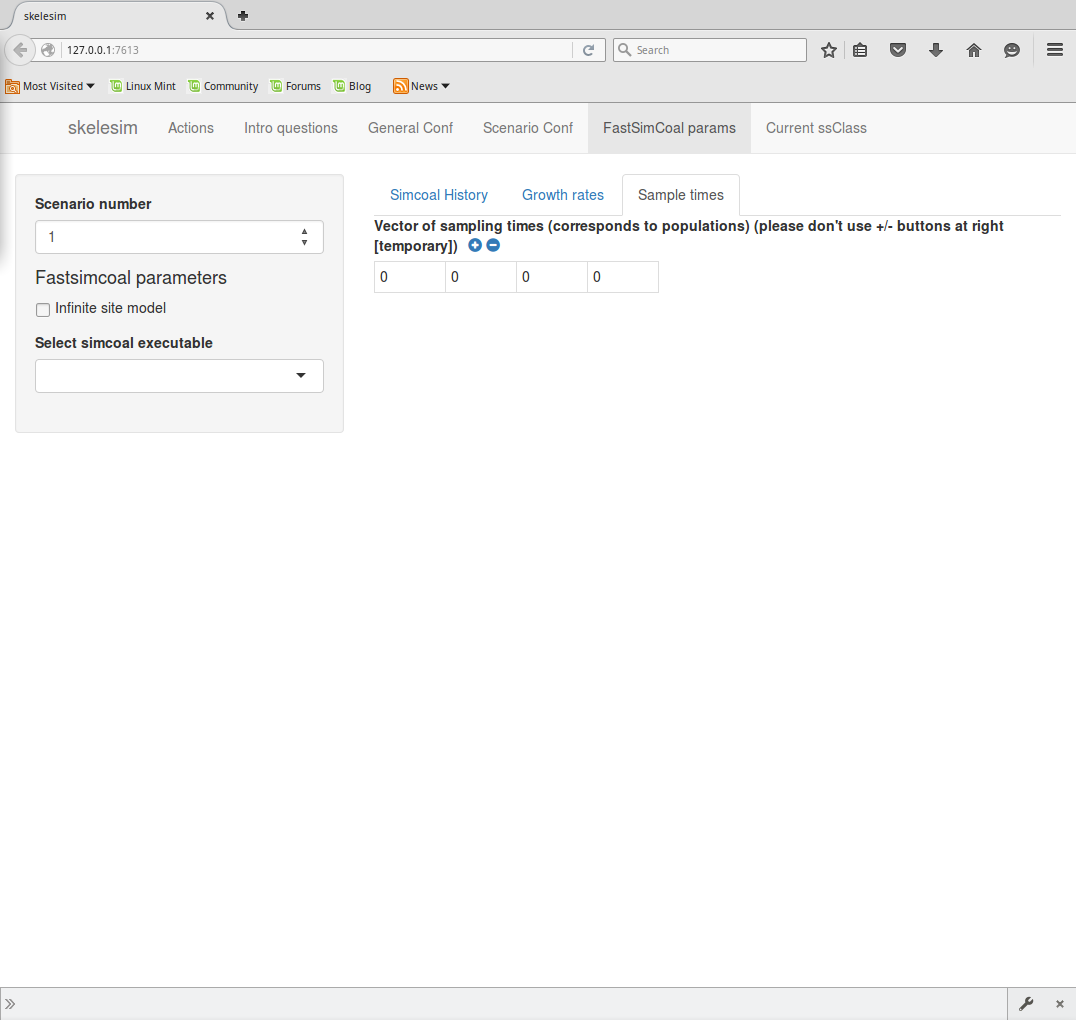 skelesim
127.0.0.1:7613
Search
Most Visited Linux Mint Community Forums Blog News
skelesim Actions Intro questions General Conf Scenario Conf FastSimCoal params Current ssClass
Scenario number
1
Fastsimcoal parameters
Infinite site model
Select simcoal executable
Simcoal History Growth rates Sample times
Vector of sampling times (corresponds to populations) (please don't use +/- buttons at right
[temporary])
0 0 0 0